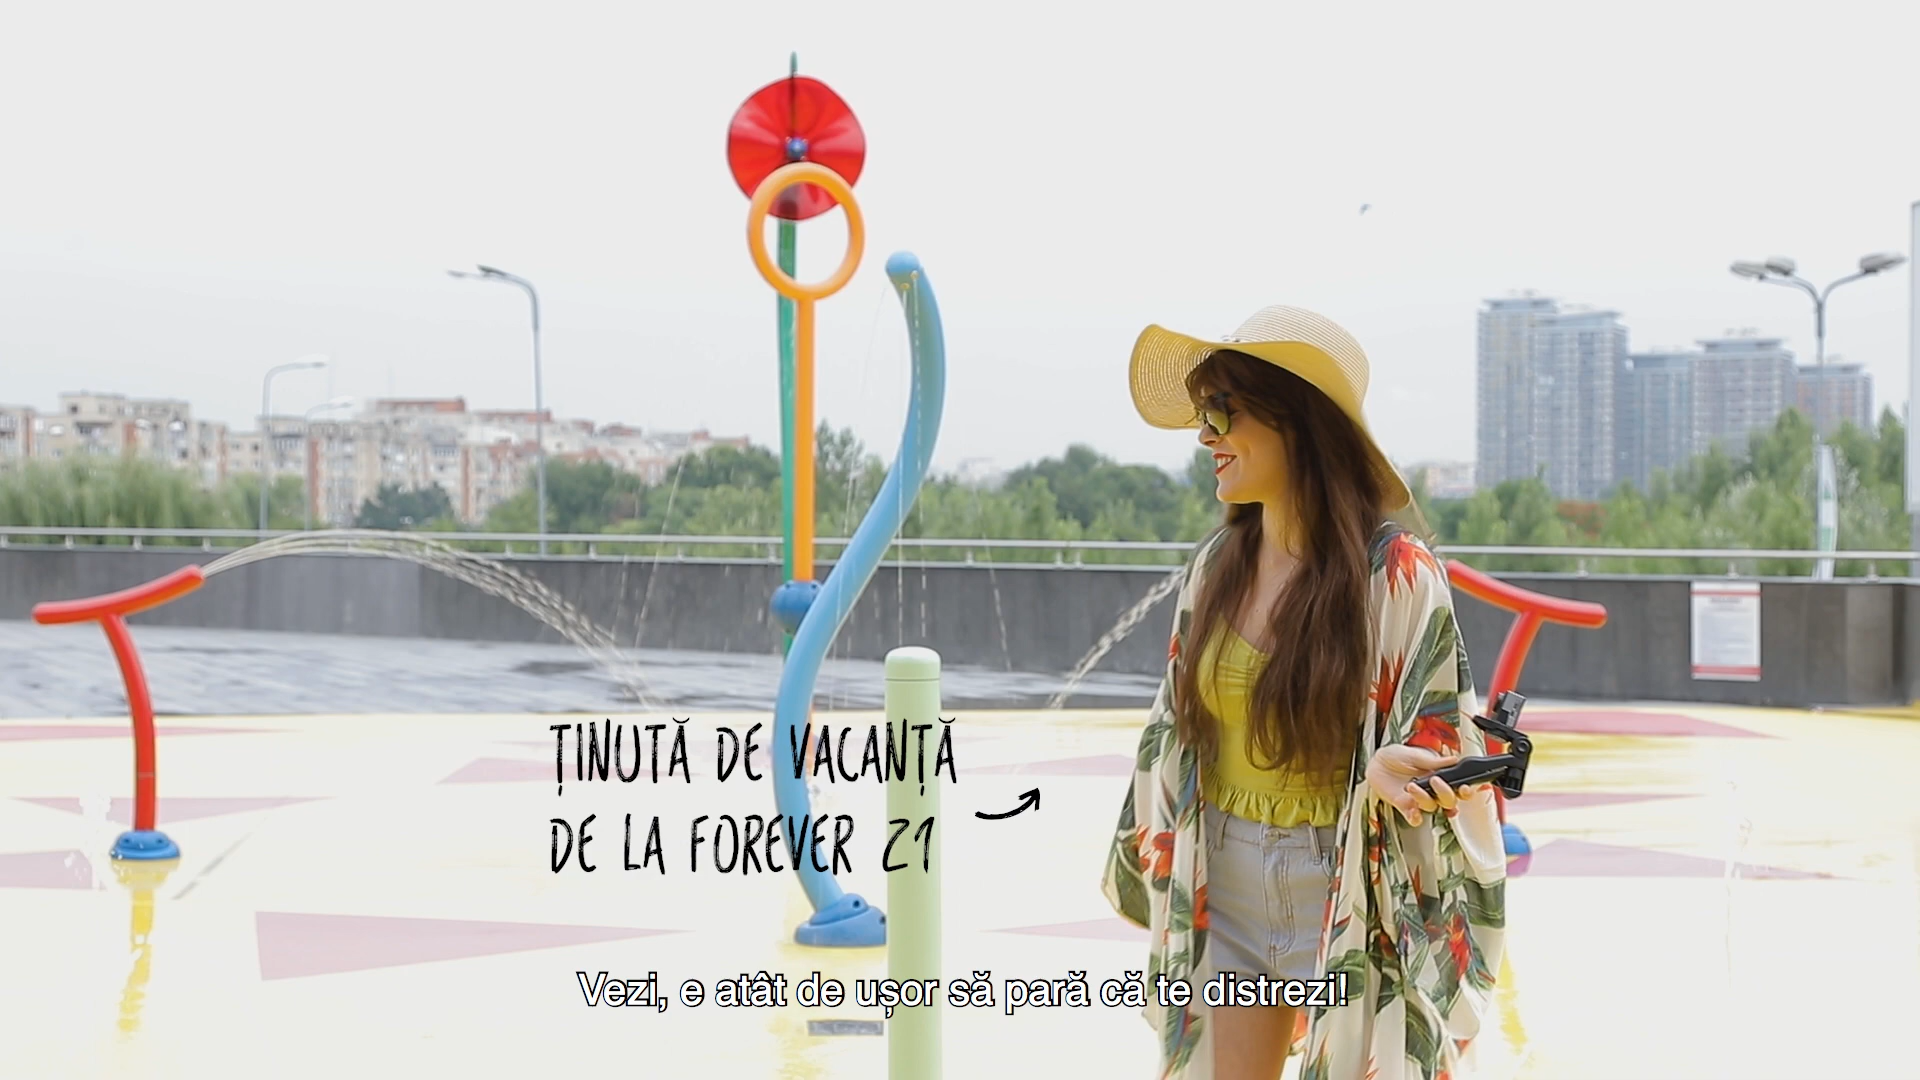 ȚINUTĂ DE VACANȚĂ
DE LA FOREVER 21
Vezi, e atât de ușor să pară că te distrezi!